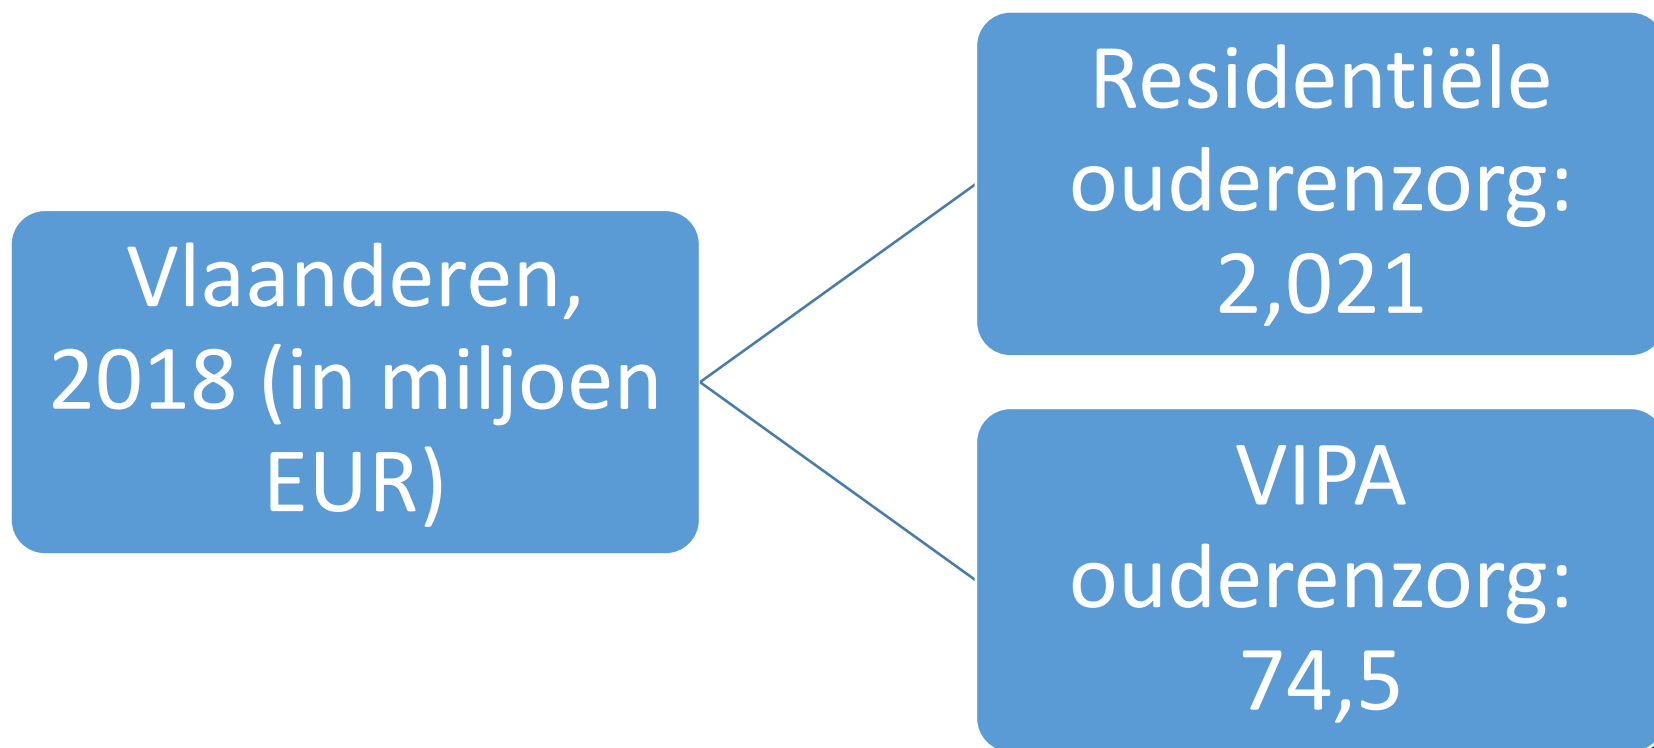 Vlaanderen,
2018 (in miljoen
EUR)
Residentiële
ouderenzorg:
2,021
VIPA
ouderenzorg:
74,5